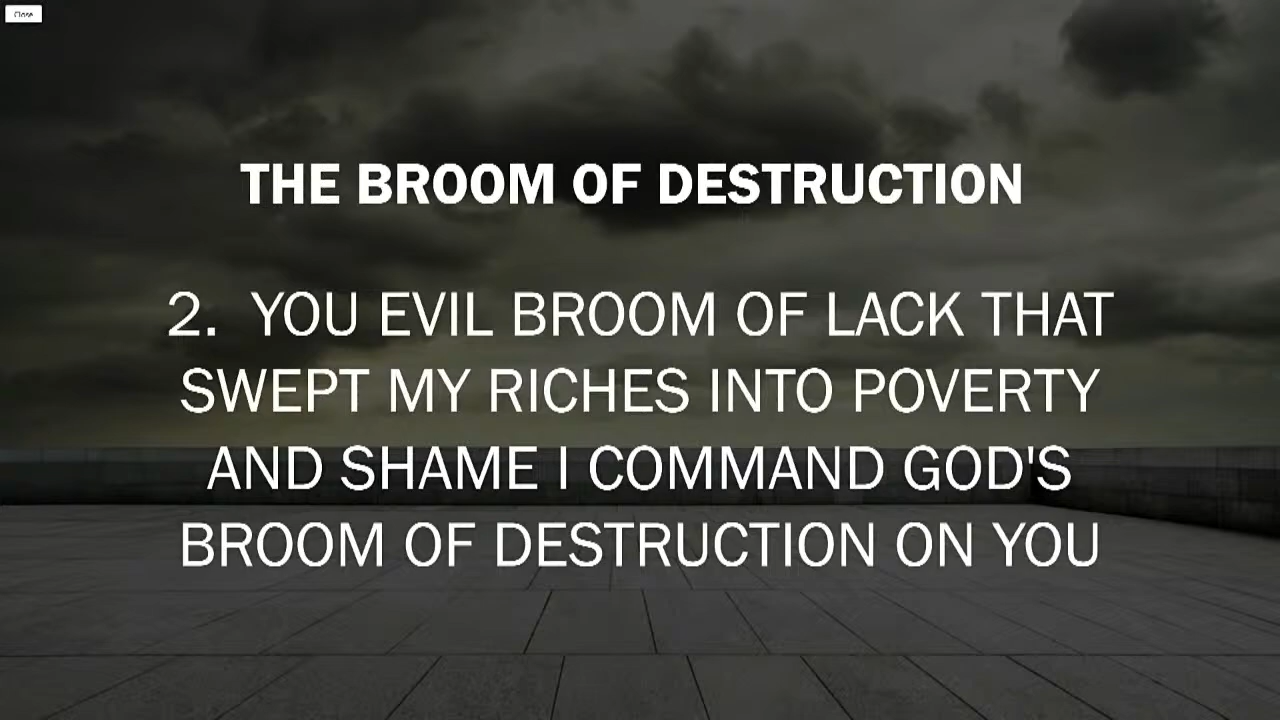 Close
THE BROOM OF DESTRUCTION
2. YOU EVIL BROOM OF LACK THAT
SWEPT MY RICHES INTO POVERTY
AND SHAME I COMMAND GOD'S
BROOM OF DESTRUCTION ON YOU